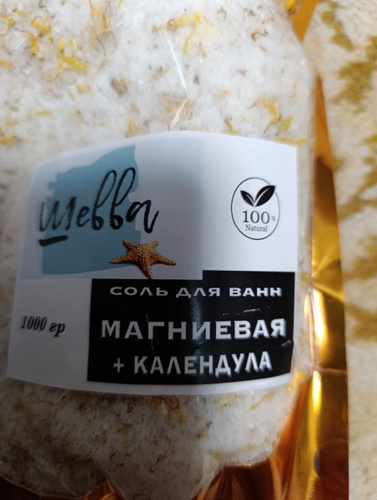 Шевва
100%
Natural
СОЛЬ ДЛЯ ВАНН
1000 гр
МАГНИЕВАЯ
+ КАЛЕНДУЛА